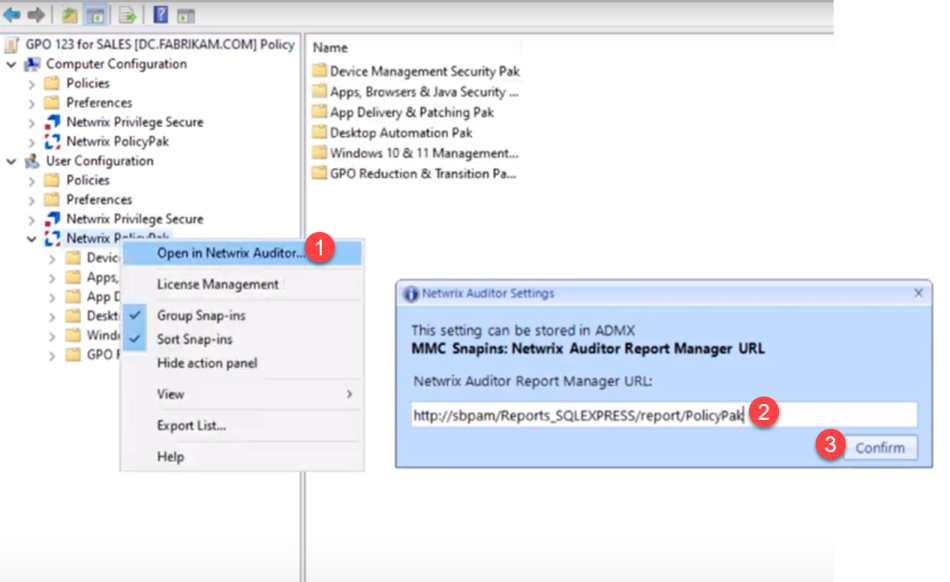 GPO 123 for SALES [DC.FABRIKAM.COM] Policy
Computer Configuration
Policies
Preferences
Netwrix Privilege Secure
Netwrix PolicyPak
User Configuration
Policies
Preferences
Netwrix Privilege Secure
Netwrix PolicyPak
Devic
Apps,
App D
Deskt
Windo
GPO R
Open in Netwrix Auditor...
1
License Management
Group Snap-ins
Sort Snap-ins
Hide action panel
View
Export List...
Help
Name
Device Management Security Pak
Apps, Browsers & Java Security ...
App Delivery & Patching Pak
Desktop Automation Pak
Windows 10 & 11 Management...
GPO Reduction & Transition Pa...
Netwrix Auditor Settings
This setting can be stored in ADMX
MMC Snapins: Netwrix Auditor Report Manager URL
Netwrix Auditor Report Manager URL:
http://sbpam/Reports_SQLEXPRESS/report/PolicyPak
2
3
Confirm